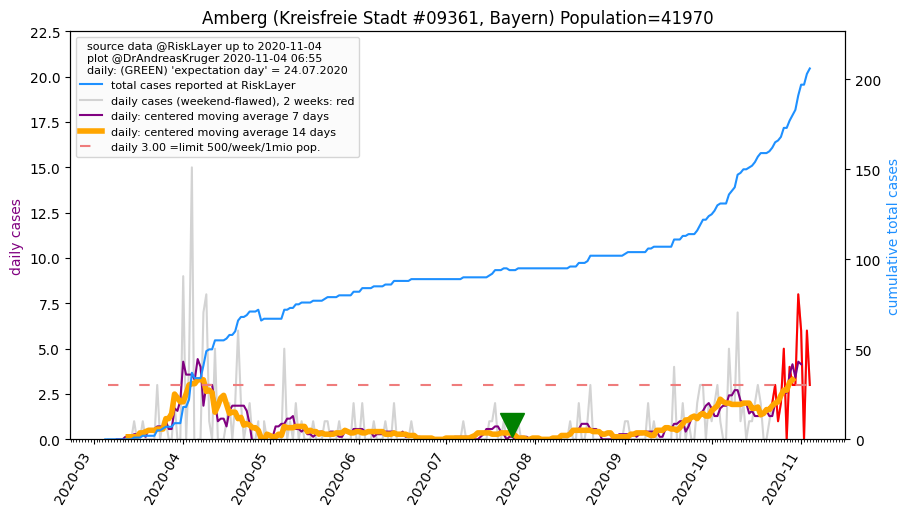 Amberg (Kreisfreie Stadt #09361, Bayern) Population=41970
source data @RiskLayer up to 2020-11-04
plot @DrAndreasKruger 2020-11-04 06:55
daily: (GREEN) 'expectation day' = 24.07.2020
total cases reported at RiskLayer
daily cases (weekend-flawed), 2 weeks: red
daily: centered moving average 7 days
daily: centered moving average 14 days
daily 3.00 =limit 500/week/1mio pop.
daily cases
22.5
20.0
17.5
15.0
12.5
10.0
7.5
5.0
2.5
0.0
cumulative total cases
200
150
100
50
0
2020-03
2020-04
2020-05
2020-06
2020-07
2020-08
2020-09
2020-10
2020-11